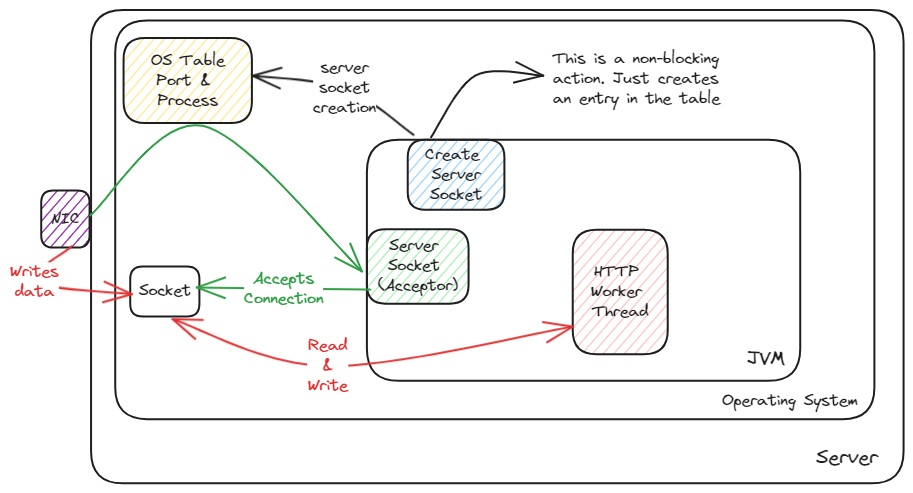 OS Table
Port &
Process
server
socket
creation
This is a non-blocking
action. Just creates
an entry in the table
Create
Server
Socket
NIC
Writes
data
Socket
Accepts
Connection
Server
Socket
(Acceptor)
HTTP
Worker
Thread
Read
&
Write
JVM
Operating System
Server